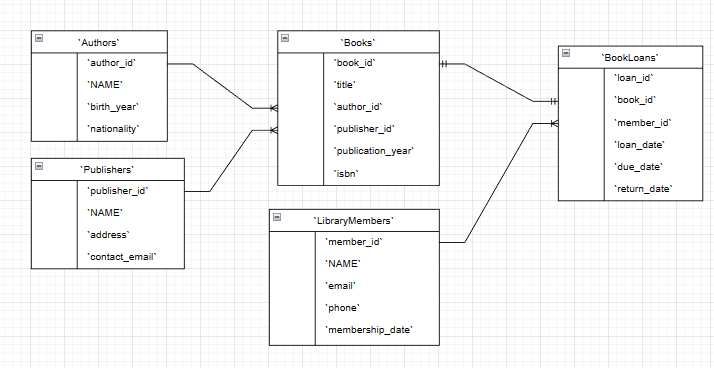 `Authors`
`author_id`
`NAME`
`birth_year`
`nationality`
`Publishers`
`publisher_id`
`NAME`
`address`
`contact_email`
`Books`
`book_id`
`title`
`author_id`
`publisher_id`
`publication_year`
`isbn`
`LibraryMembers`
`member_id`
`NAME`
`email`
`phone`
`membership_date`
`BookLoans`
`loan_id`
`book_id`
`member_id`
`loan_date`
`due_date`
`return_date`